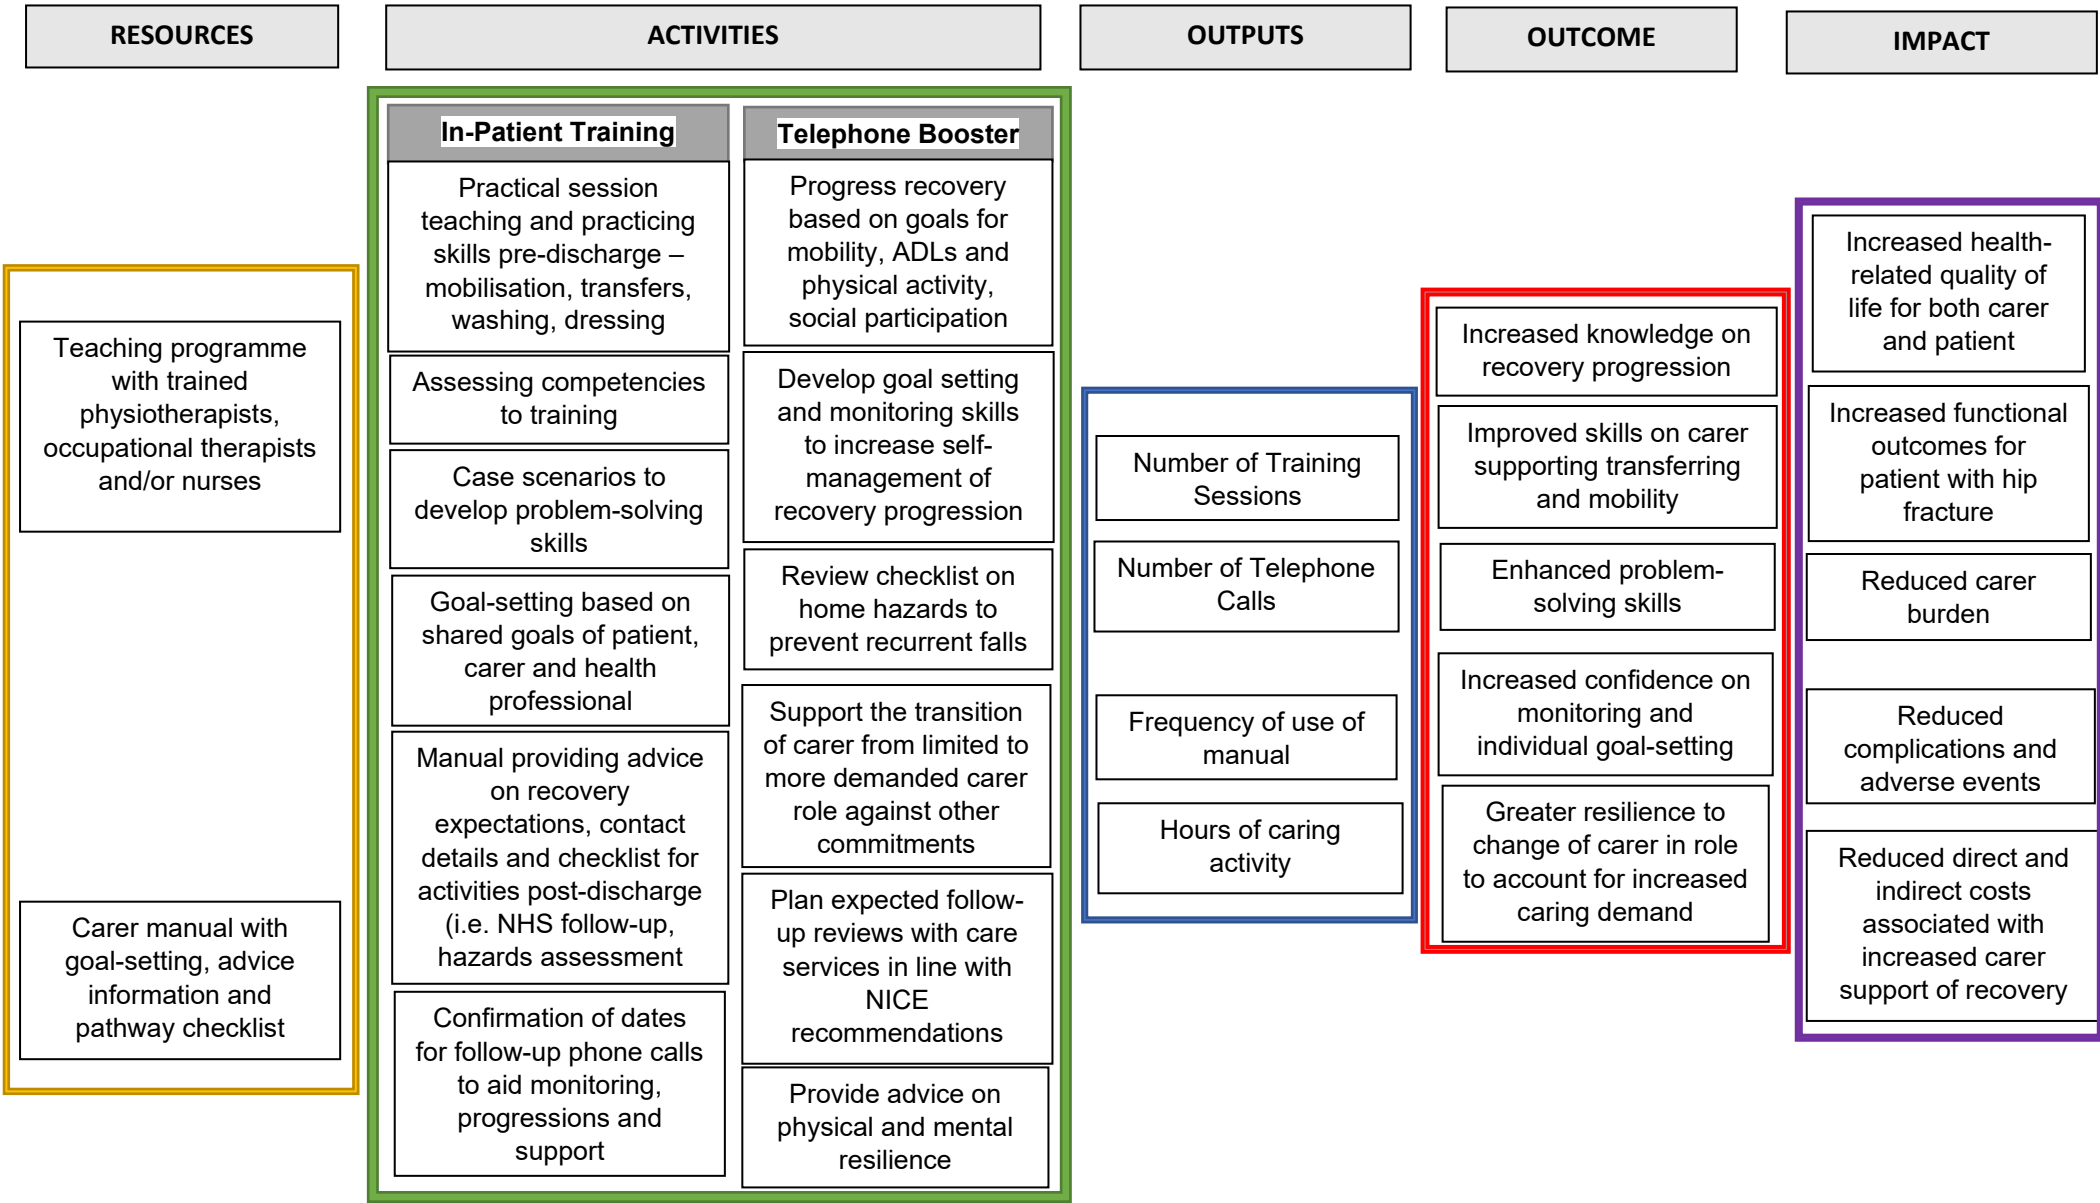 RESOURCES
ACTIVITIES
OUTPUTS
OUTCOME
IMPACT
Teaching programme
with trained
physiotherapists,
occupational therapists
and/or nurses
Carer manual with
goal-setting, advice
information and
pathway checklist
In-Patient Training
Practical session
teaching and practicing
skills pre-discharge –
mobilisation, transfers,
washing, dressing
Assessing competencies
to training
Case scenarios to
develop problem-solving
skills
Goal-setting based on
shared goals of patient,
carer and health
professional
Manual providing advice
on recovery
expectations, contact
details and checklist for
activities post-discharge
(i.e. NHS follow-up,
hazards assessment
Confirmation of dates
for follow-up phone calls
to aid monitoring,
progressions and
support
Telephone Booster
Progress recovery
based on goals for
mobility, ADLs and
physical activity,
social participation
Develop goal setting
and monitoring skills
to increase self-
management of
recovery progression
Review checklist on
home hazards to
prevent recurrent falls
Support the transition
of carer from limited to
more demanded carer
role against other
commitments
Plan expected follow-
up reviews with care
services in line with
NICE
recommendations
Provide advice on
physical and mental
resilience
Number of Training
Sessions
Number of Telephone
Calls
Frequency of use of
manual
Hours of caring
activity
Increased knowledge on
recovery progression
Improved skills on carer
supporting transferring
and mobility
Enhanced problem-
solving skills
Increased confidence on
monitoring and
individual goal-setting
Greater resilience to
change of carer in role
to account for increased
caring demand
Increased health-
related quality of
life for both carer
and patient
Increased functional
outcomes for
patient with hip
fracture
Reduced carer
burden
Reduced
complications and
adverse events
Reduced direct and
indirect costs
associated with
increased carer
support of recovery